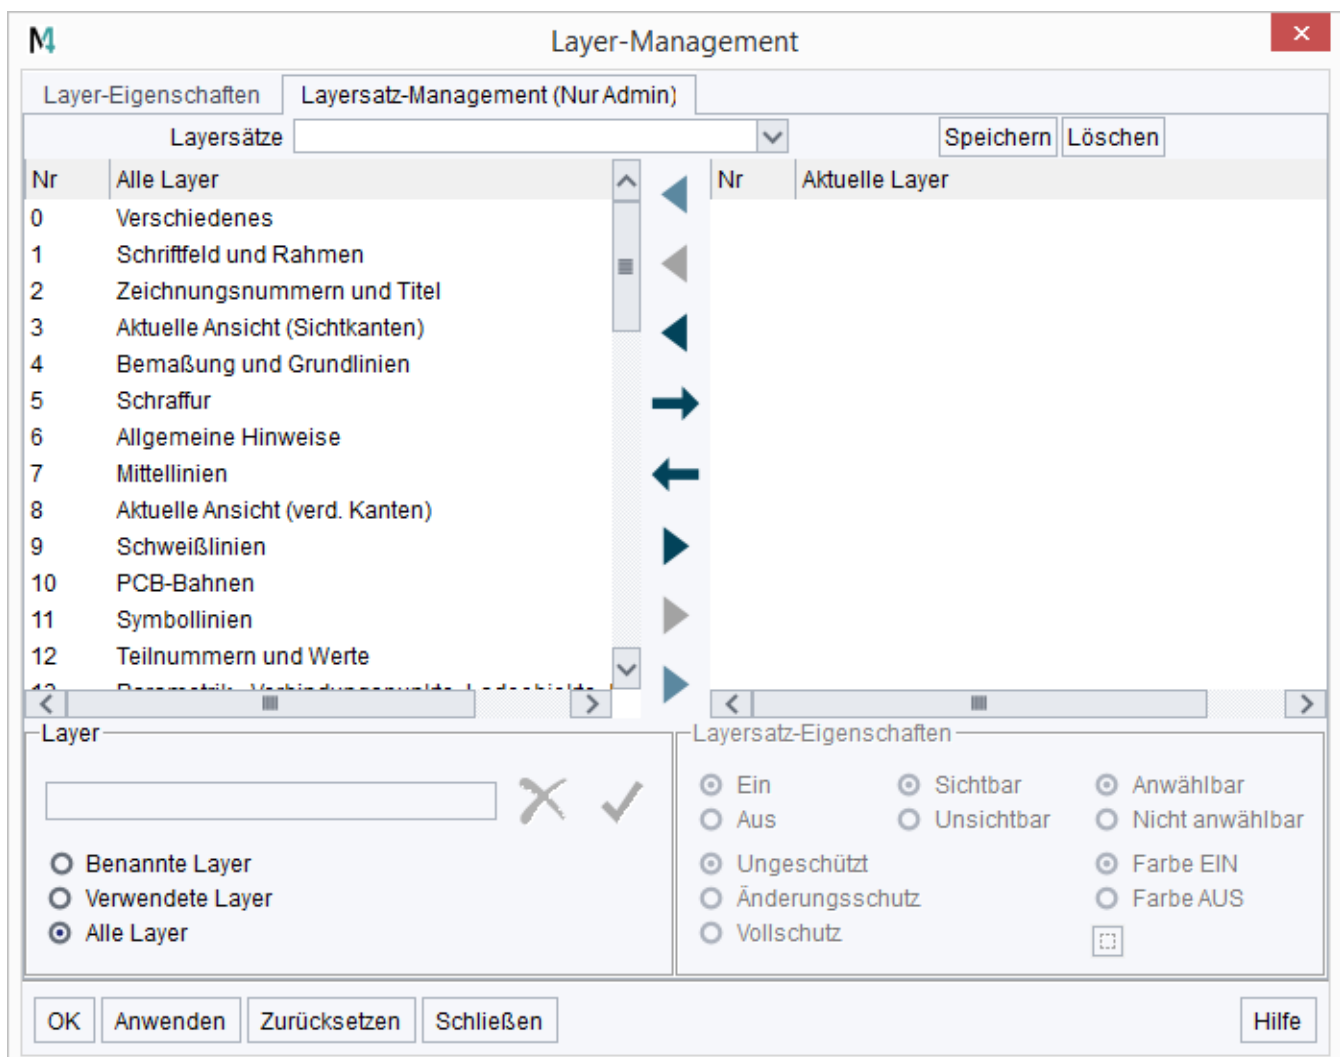 Layer-Management
Layer-Eigenschaften Layersatz-Management (Nur Admin)
Layersätze Speichern Löschen
Nr Alle Layer Nr Aktuelle Layer
0 Verschiedenes
1 Schriftfeld und Rahmen
2 Zeichnungsnummern und Titel
3 Aktuelle Ansicht (Sichtkanten)
4 Bemaßung und Grundlinien
5 Schraffur
6 Allgemeine Hinweise
7 Mittellinien
8 Aktuelle Ansicht (verd. Kanten)
9 Schweißlinien
10 PCB-Bahnen
11 Symbollinien
12 Teilnummern und Werte
Layer
Benannte Layer
Verwendete Layer
Alle Layer
Layersatz-Eigenschaften
Ein Sichtbar Anwählbar
Aus Unsichtbar Nicht anwählbar
Ungeschützt Farbe EIN
Änderungsschutz Farbe AUS
Vollschutz
OK Anwenden Zurücksetzen Schließen Hilfe